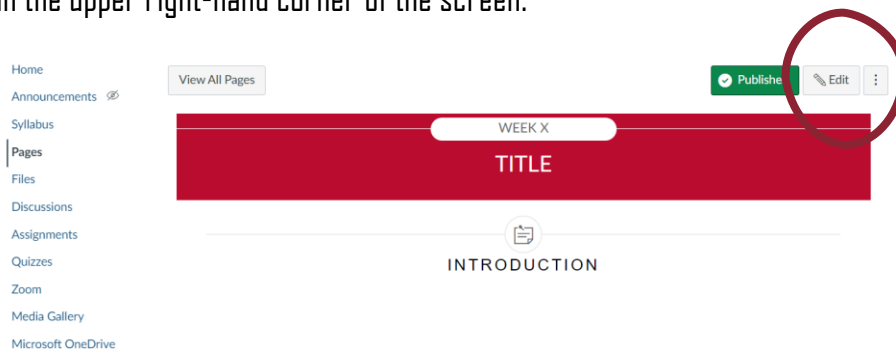 in the upper right-hand corner of the screen.
Home
Announcements
Syllabus
Pages
Files
Discussions
Assignments
Quizzes
Zoom
Media Gallery
Microsoft OneDrive
View All Pages
Publishe
Edit
WEEK X
TITLE
INTRODUCTION